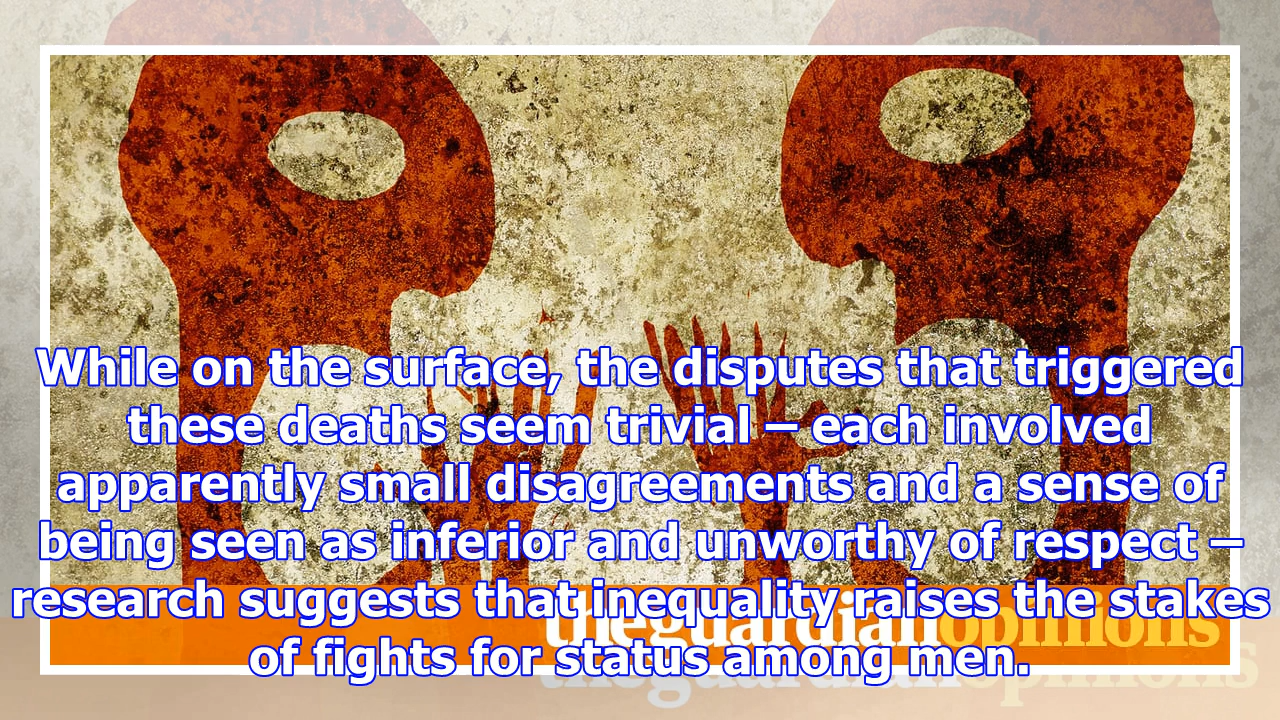 While on the surface, the disputes that triggered
these deaths seem trivial – each involved
apparently small disagreements and a sense of
being seen as inferior and unworthy of respect –
research suggests that inequality raises the stakes
of fights for status among men.
theguardianopinions
theguardianopinions